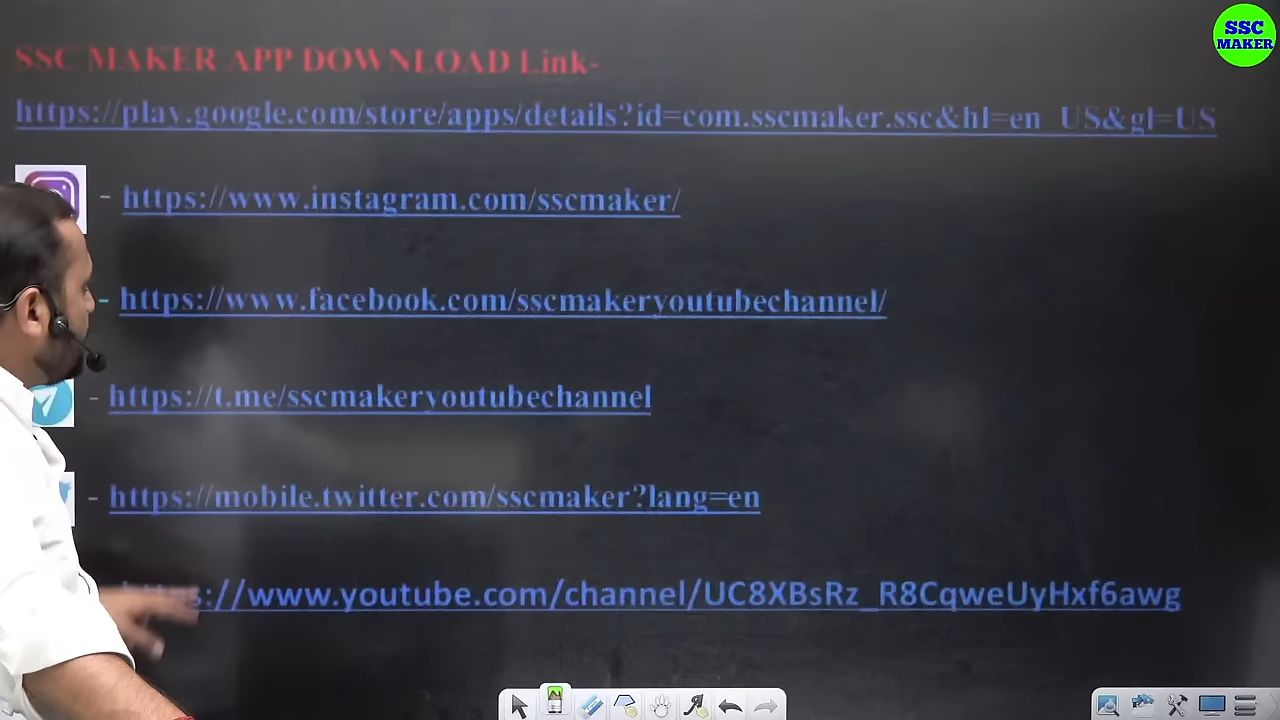 SSC
MAKER
SSC MAKER APP DOWNLOAD Link-
https://play.google.com/store/apps/details?id=com.sscmaker.ssc&hl=en_US&gl=US
- https://www.instagram.com/sscmaker/
- https://www.facebook.com/sscmakeryoutubechannel/
- https://t.me/sscmakeryoutubechannel
- https://mobile.twitter.com/sscmaker?lang=en
https://www.youtube.com/channel/UC8XBsRz_R8CqweUyHxf6awg